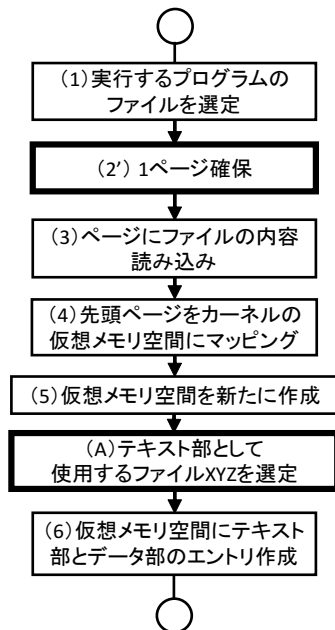 (1)実行するプログラムの
ファイルを選定
(2’) 1ページ確保
(3)ページにファイルの内容
読み込み
(4)先頭ページをカーネルの
仮想メモリ空間にマッピング
(5)仮想メモリ空間を新たに作成
(A)テキスト部として
使用するファイルXYZを選定
(6)仮想メモリ空間にテキスト
部とデータ部のエントリ作成